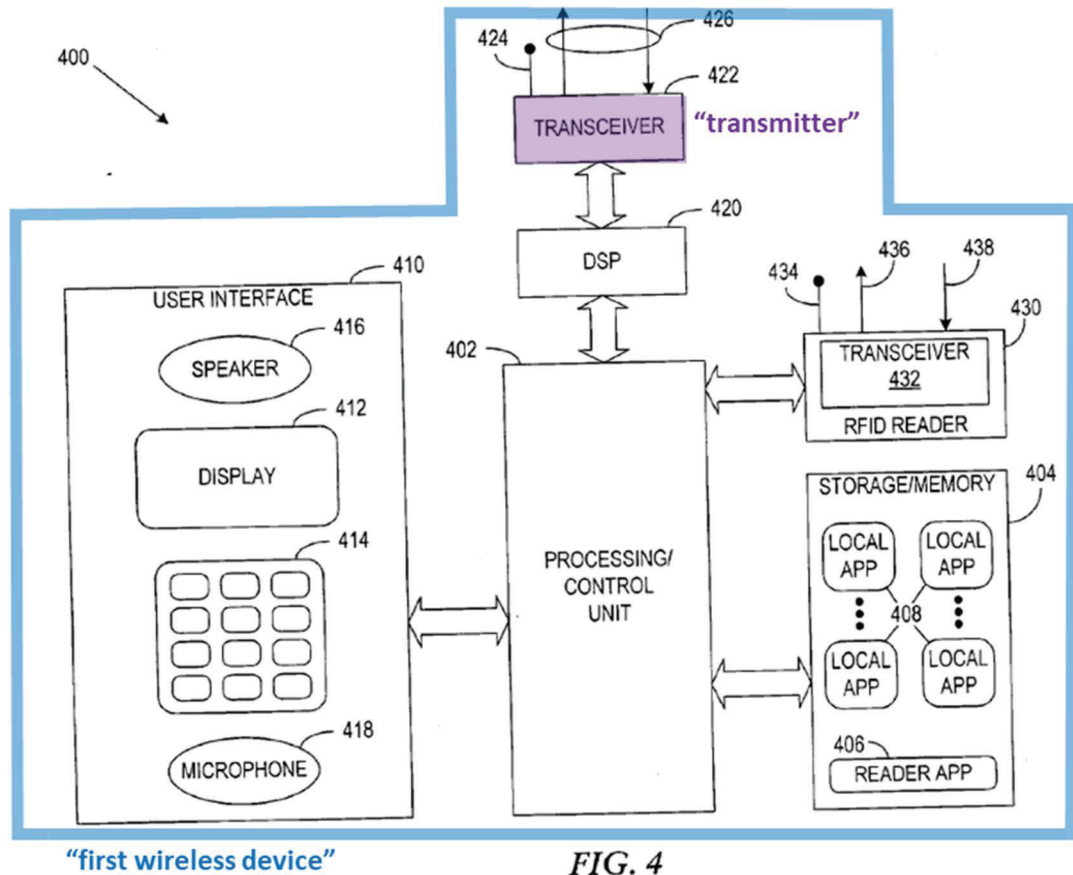 424
426
400
422
TRANSCEIVER
“transmitter”
420
DSP
410
USER INTERFACE
416
SPEAKER
412
DISPLAY
414
418
MICROPHONE
402
PROCESSING/
CONTROL
UNIT
434
436
438
430
TRANSCEIVER
432
RFID READER
STORAGE/MEMORY
404
LOCAL
APP
LOCAL
APP
408
LOCAL
APP
LOCAL
APP
406
READER APP
“first wireless device”
FIG. 4